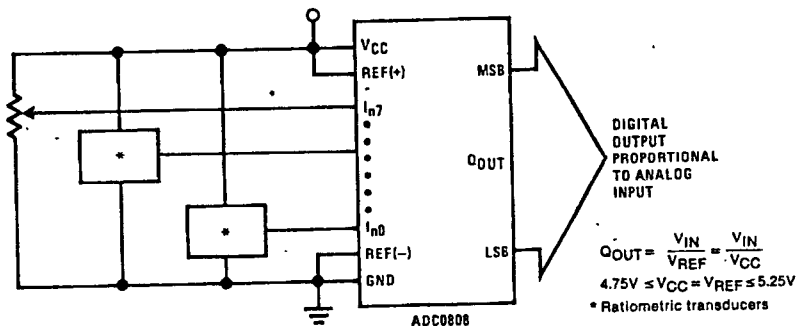 VCC
REF(+)
In7
*
*
In0
REF(−)
GND
MSB
QOUT
LSB
ADC0808
DIGITAL
OUTPUT
PROPORTIONAL
TO ANALOG
INPUT
QOUT = VIN/VREF = VIN/VCC
4.75V ≤ VCC = VREF ≤ 5.25V
* Ratiometric transducers